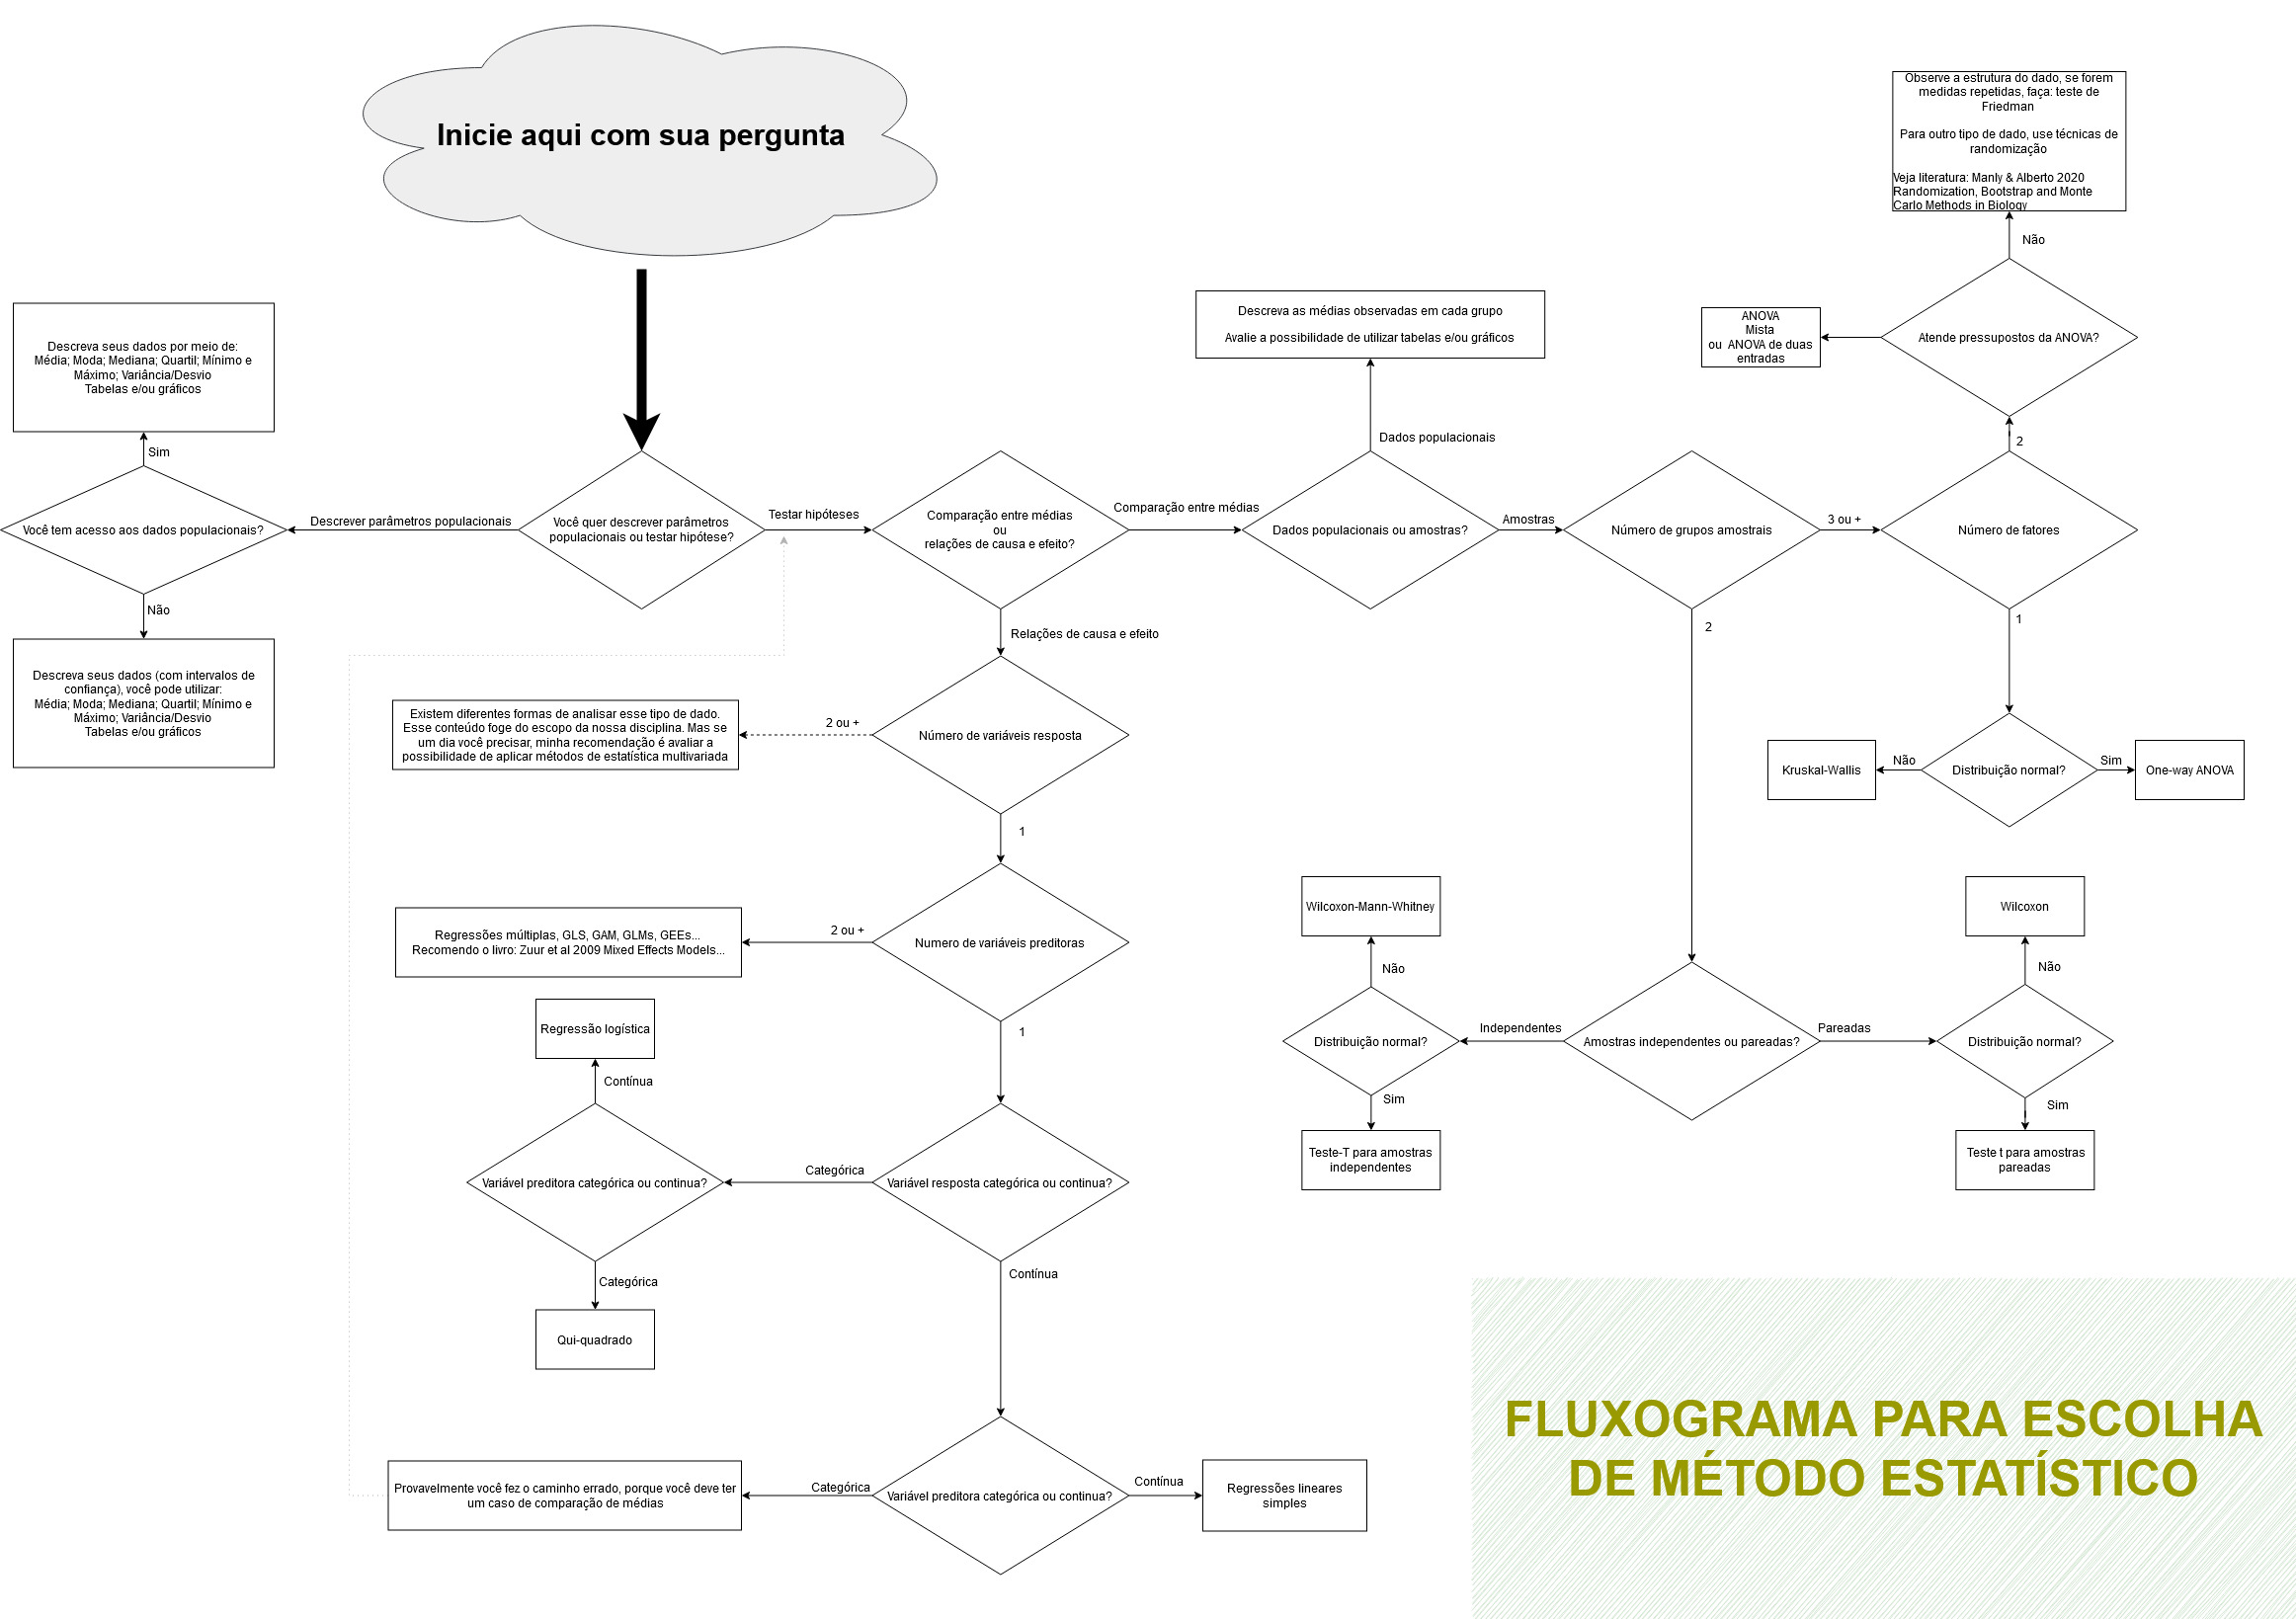 Inicie aqui com sua pergunta
Observe a estrutura do dado, se forem
medidas repetidas, faça: teste de
Friedman
Para outro tipo de dado, use técnicas de
randomização
Veja literatura: Manly & Alberto 2020
Randomization, Bootstrap and Monte
Carlo Methods in Biology
Não
Atende pressupostos da ANOVA?
ANOVA
Mista
ou ANOVA de duas
entradas
2
Descreva as médias observadas em cada grupo
Avalie a possibilidade de utilizar tabelas e/ou gráficos
Dados populacionais
Descreva seus dados por meio de:
Média; Moda; Mediana; Quartil; Mínimo e
Máximo; Variância/Desvio
Tabelas e/ou gráficos
Sim
Você tem acesso aos dados populacionais?
Descrever parâmetros populacionais
Você quer descrever parâmetros
populacionais ou testar hipótese?
Testar hipóteses
Comparação entre médias
ou
relações de causa e efeito?
Comparação entre médias
Dados populacionais ou amostras?
Amostras
Número de grupos amostrais
3 ou +
Número de fatores
Não
Descreva seus dados (com intervalos de
confiança), você pode utilizar:
Média; Moda; Mediana; Quartil; Mínimo e
Máximo; Variância/Desvio
Tabelas e/ou gráficos
Relações de causa e efeito
2
1
Existem diferentes formas de analisar esse tipo de dado.
Esse conteúdo foge do escopo da nossa disciplina. Mas se
um dia você precisar, minha recomendação é avaliar a
possibilidade de aplicar métodos de estatística multivariada
2 ou +
Número de variáveis resposta
Kruskal-Wallis
Não
Distribuição normal?
Sim
One-way ANOVA
1
Regressões múltiplas, GLS, GAM, GLMs, GEEs...
Recomendo o livro: Zuur et al 2009 Mixed Effects Models...
2 ou +
Numero de variáveis preditoras
1
Wilcoxon-Mann-Whitney
Não
Distribuição normal?
Sim
Teste-T para amostras
independentes
Independentes
Amostras independentes ou pareadas?
Pareadas
Wilcoxon
Não
Distribuição normal?
Sim
Teste t para amostras
pareadas
Regressão logística
Contínua
Variável preditora categórica ou continua?
Categórica
Variável resposta categórica ou continua?
Categórica
Qui-quadrado
Contínua
Provavelmente você fez o caminho errado, porque você deve ter
um caso de comparação de médias
Categórica
Variável preditora categórica ou continua?
Contínua
Regressões lineares
simples
FLUXOGRAMA PARA ESCOLHA
DE MÉTODO ESTATÍSTICO